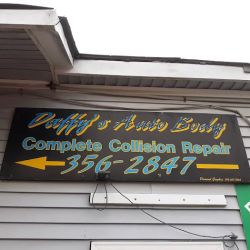 Duffy's Auto Body
Complete Collision Repair
356-2847